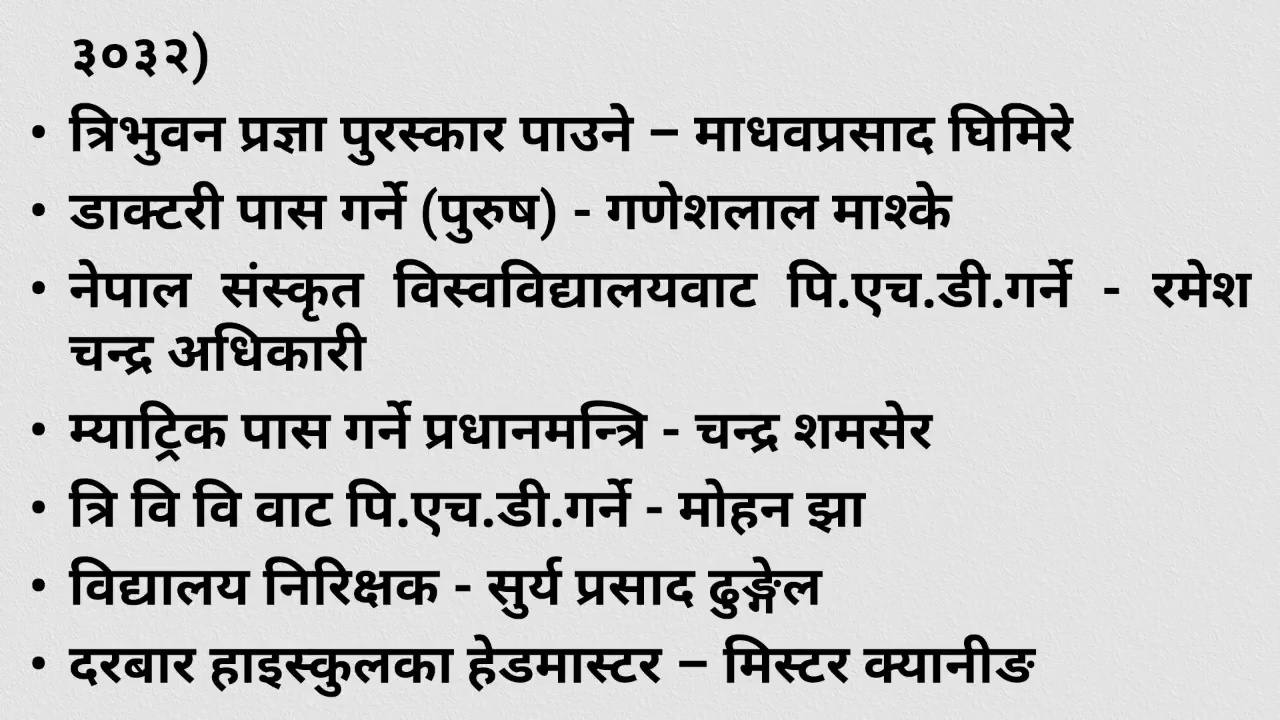 ३०३२)
• त्रिभुवन प्रज्ञा पुरस्कार पाउने – माधवप्रसाद घिमिरे
• डाक्टरी पास गर्ने (पुरुष) - गणेशलाल माश्के
• नेपाल संस्कृत विस्वविद्यालयवाट पि.एच.डी.गर्ने - रमेश
चन्द्र अधिकारी
• म्याट्रिक पास गर्ने प्रधानमन्त्रि - चन्द्र शमसेर
• त्रि वि वि वाट पि.एच.डी.गर्ने - मोहन झा
• विद्यालय निरिक्षक - सुर्य प्रसाद ढुङ्गेल
• दरबार हाइस्कुलका हेडमास्टर – मिस्टर क्यानीङ